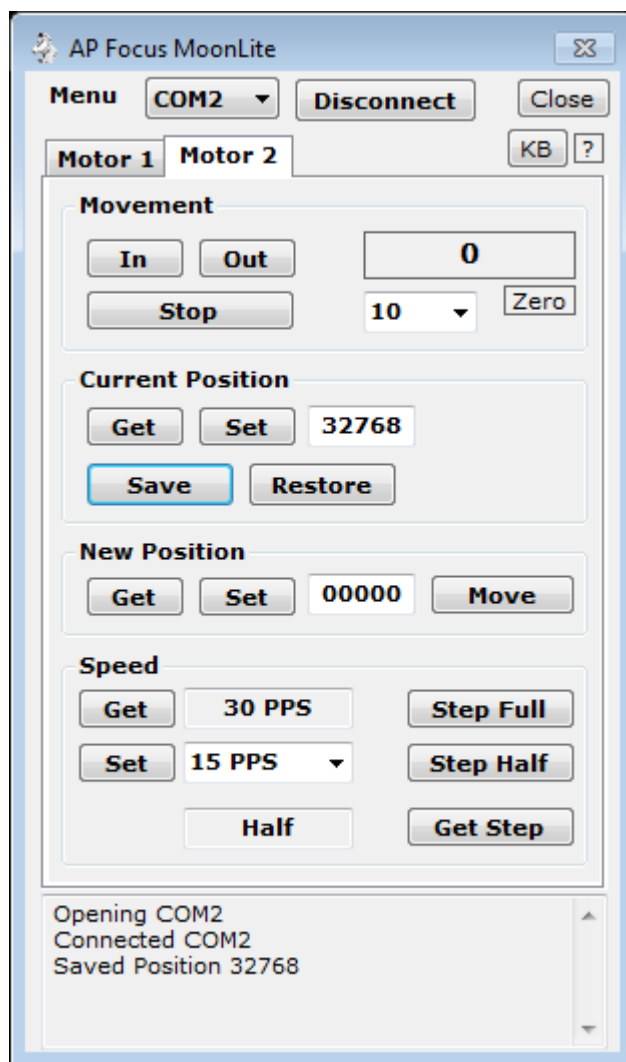 AP Focus MoonLite
Menu COM2 Disconnect Close
Motor 1 Motor 2 KB ?
Movement
In Out 0
Stop 10 Zero
Current Position
Get Set 32768
Save Restore
New Position
Get Set 00000 Move
Speed
Get 30 PPS Step Full
Set 15 PPS Step Half
Half Get Step
Opening COM2
Connected COM2
Saved Position 32768